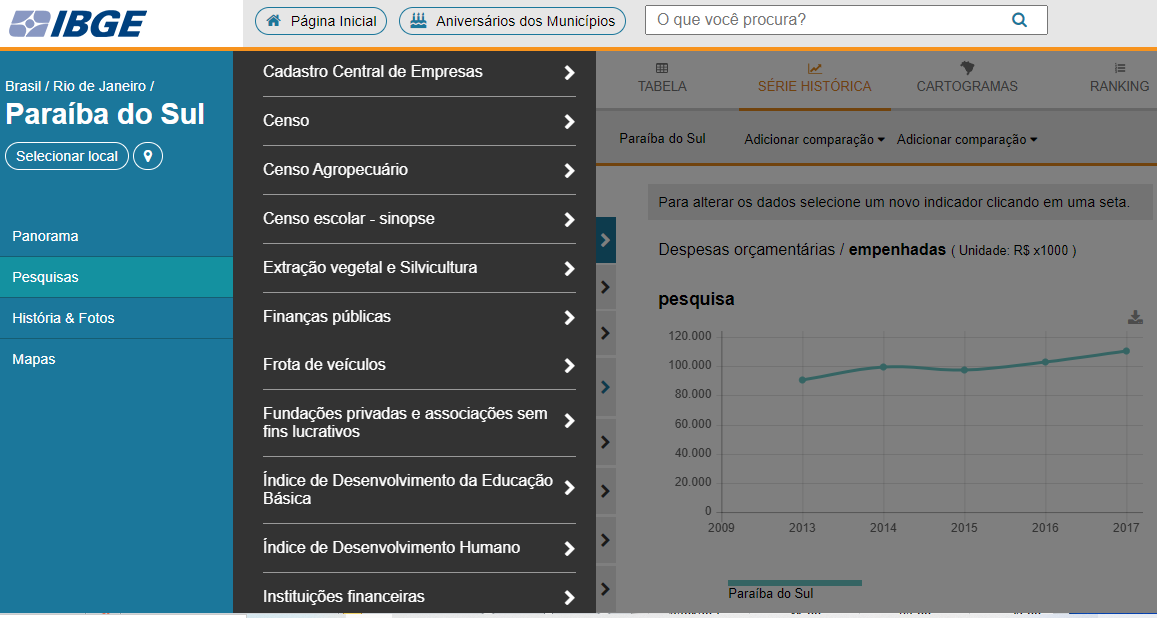 IBGE
Página Inicial
Aniversários dos Municípios
O que você procura?
Brasil / Rio de Janeiro /
Paraíba do Sul
Selecionar local
Panorama
Pesquisas
História & Fotos
Mapas
Cadastro Central de Empresas
Censo
Censo Agropecuário
Censo escolar - sinopse
Extração vegetal e Silvicultura
Finanças públicas
Frota de veículos
Fundações privadas e associações sem
fins lucrativos
Índice de Desenvolvimento da Educação
Básica
Índice de Desenvolvimento Humano
Instituições financeiras
TABELA
SÉRIE HISTÓRICA
CARTOGRAMAS
RANKING
Paraíba do Sul
Adicionar comparação
Adicionar comparação
Para alterar os dados selecione um novo indicador clicando em uma seta.
Despesas orçamentárias / empenhadas ( Unidade: R$ x1000 )
pesquisa
120.000
100.000
80.000
60.000
40.000
20.000
0
2009 2013 2014 2015 2016 2017
Paraíba do Sul